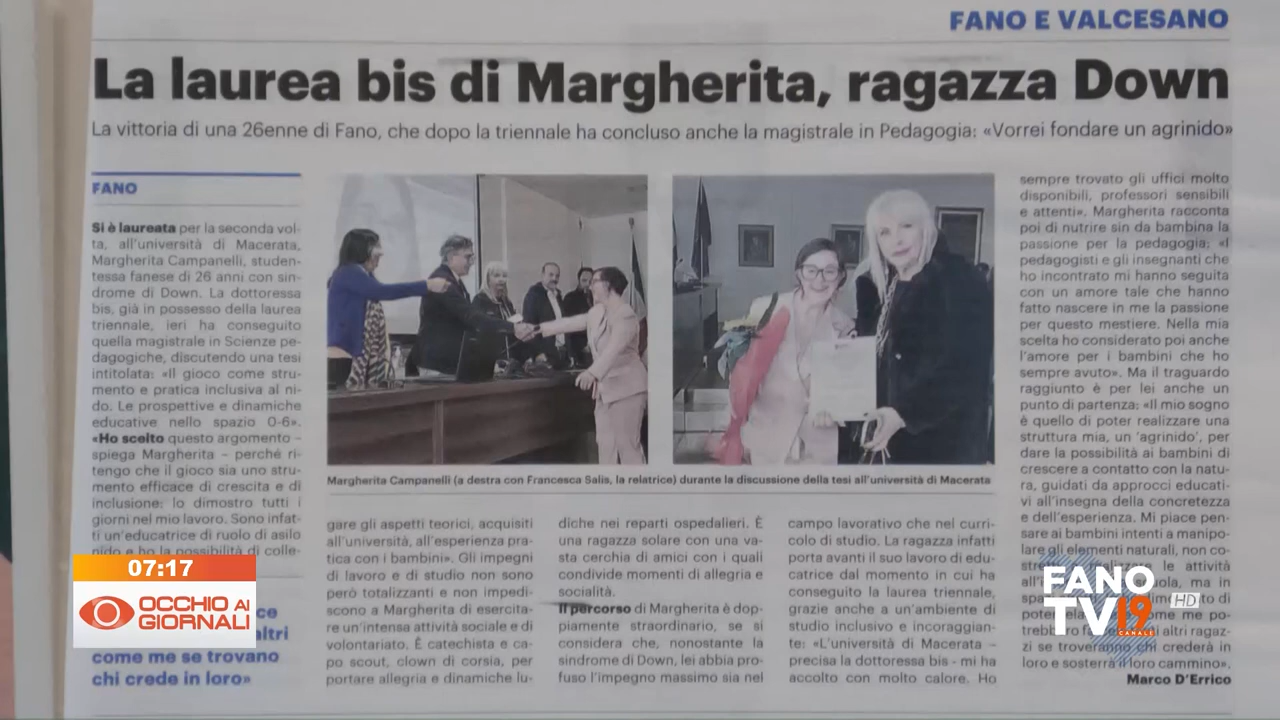 FANO E VALCESANO
La laurea bis di Margherita, ragazza Down
La vittoria di una 26enne di Fano, che dopo la triennale ha concluso anche la magistrale in Pedagogia: «Vorrei fondare un agrinido»
FANO
Si è laureata per la seconda vol-
ta, all'università di Macerata,
Margherita Campanelli, studen-
tessa fanese di 26 anni con sin-
drome di Down. La dottoressa
bis, già in possesso della laurea
triennale, ieri ha conseguito
quella magistrale in Scienze pe-
dagogiche, discutendo una tesi
intitolata: «Il gioco come stru-
mento e pratica inclusiva al ni-
do. Le prospettive e dinamiche
educative nello spazio 0-6».
«Ho scelto questo argomento –
spiega Margherita – perché ri-
tengo che il gioco sia uno stru-
mento efficace di crescita e di
inclusione: lo dimostro tutti i
giorni nel mio lavoro. Sono infat-
ti un'educatrice di ruolo di asilo
nido e ho la possibilità di colle-
ce
altri
come me se trovano
chi crede in loro»
Margherita Campanelli (a destra con Francesca Salis, la relatrice) durante la discussione della tesi all'università di Macerata
gare gli aspetti teorici, acquisiti
all'università, all'esperienza pra-
tica con i bambini». Gli impegni
di lavoro e di studio non sono
però totalizzanti e non impedi-
scono a Margherita di esercita-
re un'intensa attività sociale e di
volontariato. È catechista e ca-
po scout, clown di corsia, per
portare allegria e dinamiche lu-
diche nei reparti ospedalieri. È
una ragazza solare con una va-
sta cerchia di amici con i quali
condivide momenti di allegria e
socialità.
Il percorso di Margherita è dop-
piamente straordinario, se si
considera che, nonostante la
sindrome di Down, lei abbia pro-
fuso l'impegno massimo sia nel
campo lavorativo che nel curri-
colo di studio. La ragazza infatti
porta avanti il suo lavoro di edu-
catrice dal momento in cui ha
conseguito la laurea triennale,
grazie anche a un'ambiente di
studio inclusivo e incoraggian-
te: «L'università di Macerata –
precisa la dottoressa bis - mi ha
accolto con molto calore. Ho
sempre trovato gli uffici molto
disponibili, professori sensibili
e attenti». Margherita racconta
poi di nutrire sin da bambina la
passione per la pedagogia: «I
pedagogisti e gli insegnanti che
ho incontrato mi hanno seguita
con un amore tale che hanno
fatto nascere in me la passione
per questo mestiere. Nella mia
scelta ho considerato poi anche
l'amore per i bambini che ho
sempre avuto». Ma il traguardo
raggiunto è per lei anche un
punto di partenza: «Il mio sogno
è quello di poter realizzare una
struttura mia, un 'agrinido', per
dare la possibilità ai bambini di
crescere a contatto con la natu-
ra, guidati da approcci educati-
vi all'insegna della concretezza
e dell'esperienza. Mi piace pen-
sare ai bambini intenti a manipo-
lare gli elementi naturali, non co-
le attività
ma in
di
me po-
altri ragaz-
zi se troveranno chi crederà in
loro e sosterrà il loro cammino».
Marco D'Errico
07:17
OCCHIO AI
GIORNALI
FANO
TV 19
CANALE
HD